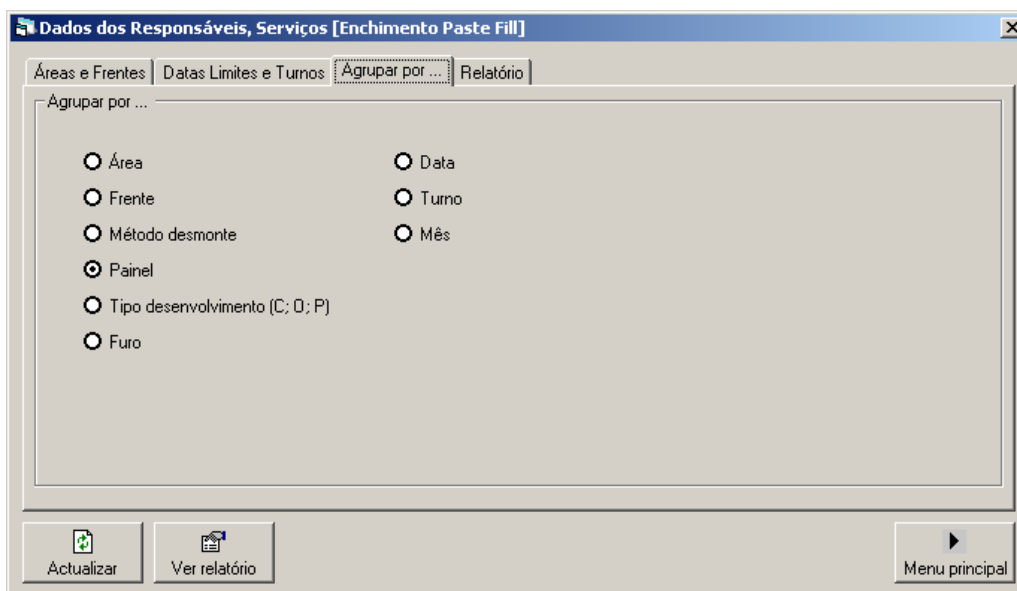 Dados dos Responsáveis, Serviços [Enchimento Paste Fill]
Áreas e Frentes Datas Limites e Turnos Agrupar por ... Relatório
Agrupar por ...
Área
Frente
Método desmonte
Painel
Tipo desenvolvimento (C; O; P)
Furo
Data
Turno
Mês
Actualizar Ver relatório Menu principal